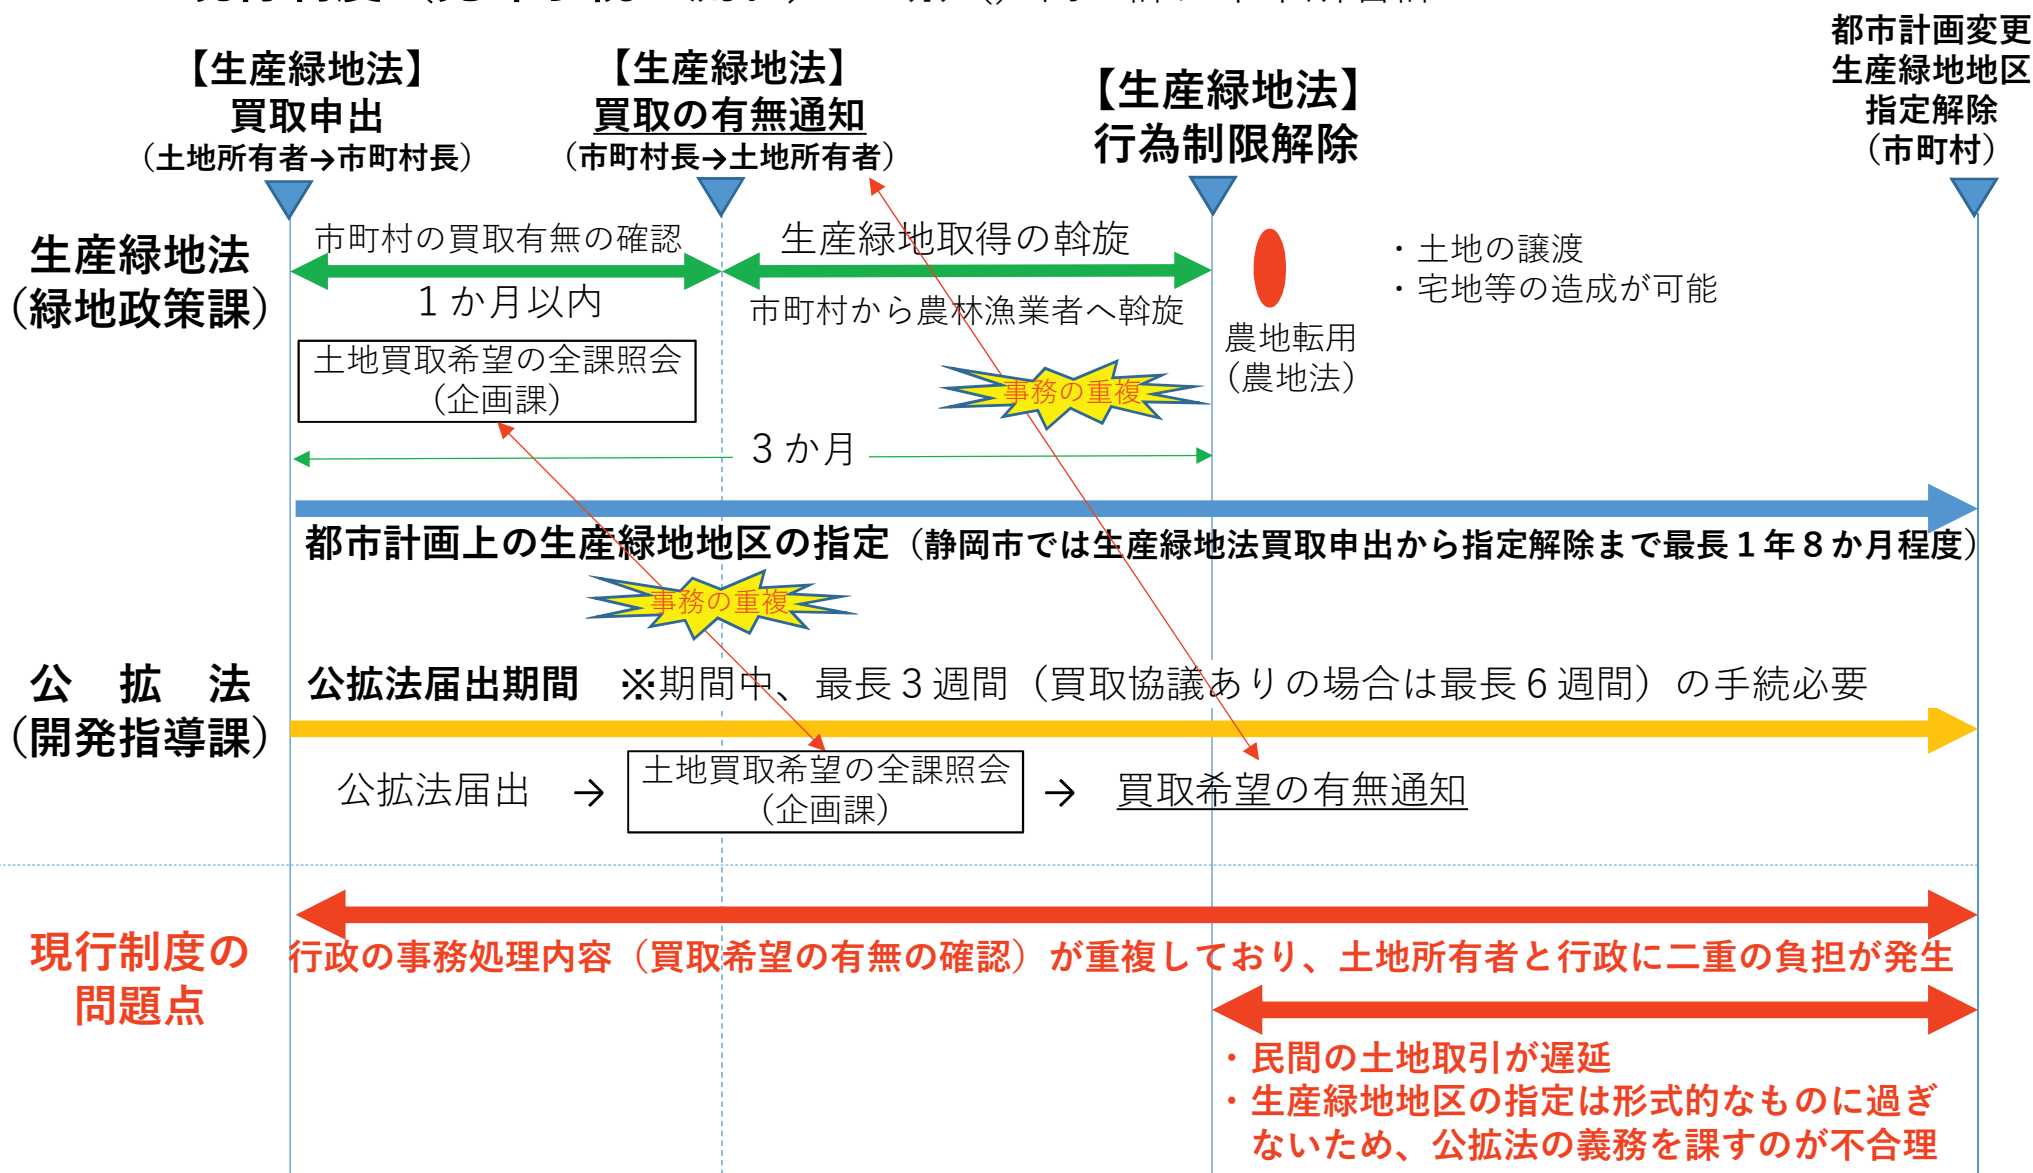 【生産緑地法】
買取申出
（土地所有者→市町村長）
【生産緑地法】
買取の有無通知
（市町村長→土地所有者）
【生産緑地法】
行為制限解除
都市計画変更
生産緑地地区
指定解除
（市町村）
生産緑地法
（緑地政策課）
市町村の買取有無の確認
１か月以内
生産緑地取得の斡旋
市町村から農林漁業者へ斡旋
・土地の譲渡
・宅地等の造成が可能
農地転用
（農地法）
土地買取希望の全課照会
（企画課）
事務の重複
３か月
都市計画上の生産緑地地区の指定（静岡市では生産緑地法買取申出から指定解除まで最長１年８か月程度）
事務の重複
公　拡　法
（開発指導課）
公拡法届出期間　※期間中、最長３週間（買取協議ありの場合は最長６週間）の手続必要
公拡法届出　→
土地買取希望の全課照会
（企画課）
→　買取希望の有無通知
現行制度の
問題点
行政の事務処理内容（買取希望の有無の確認）が重複しており、土地所有者と行政に二重の負担が発生
・民間の土地取引が遅延
・生産緑地地区の指定は形式的なものに過ぎ
ないため、公拡法の義務を課すのが不合理